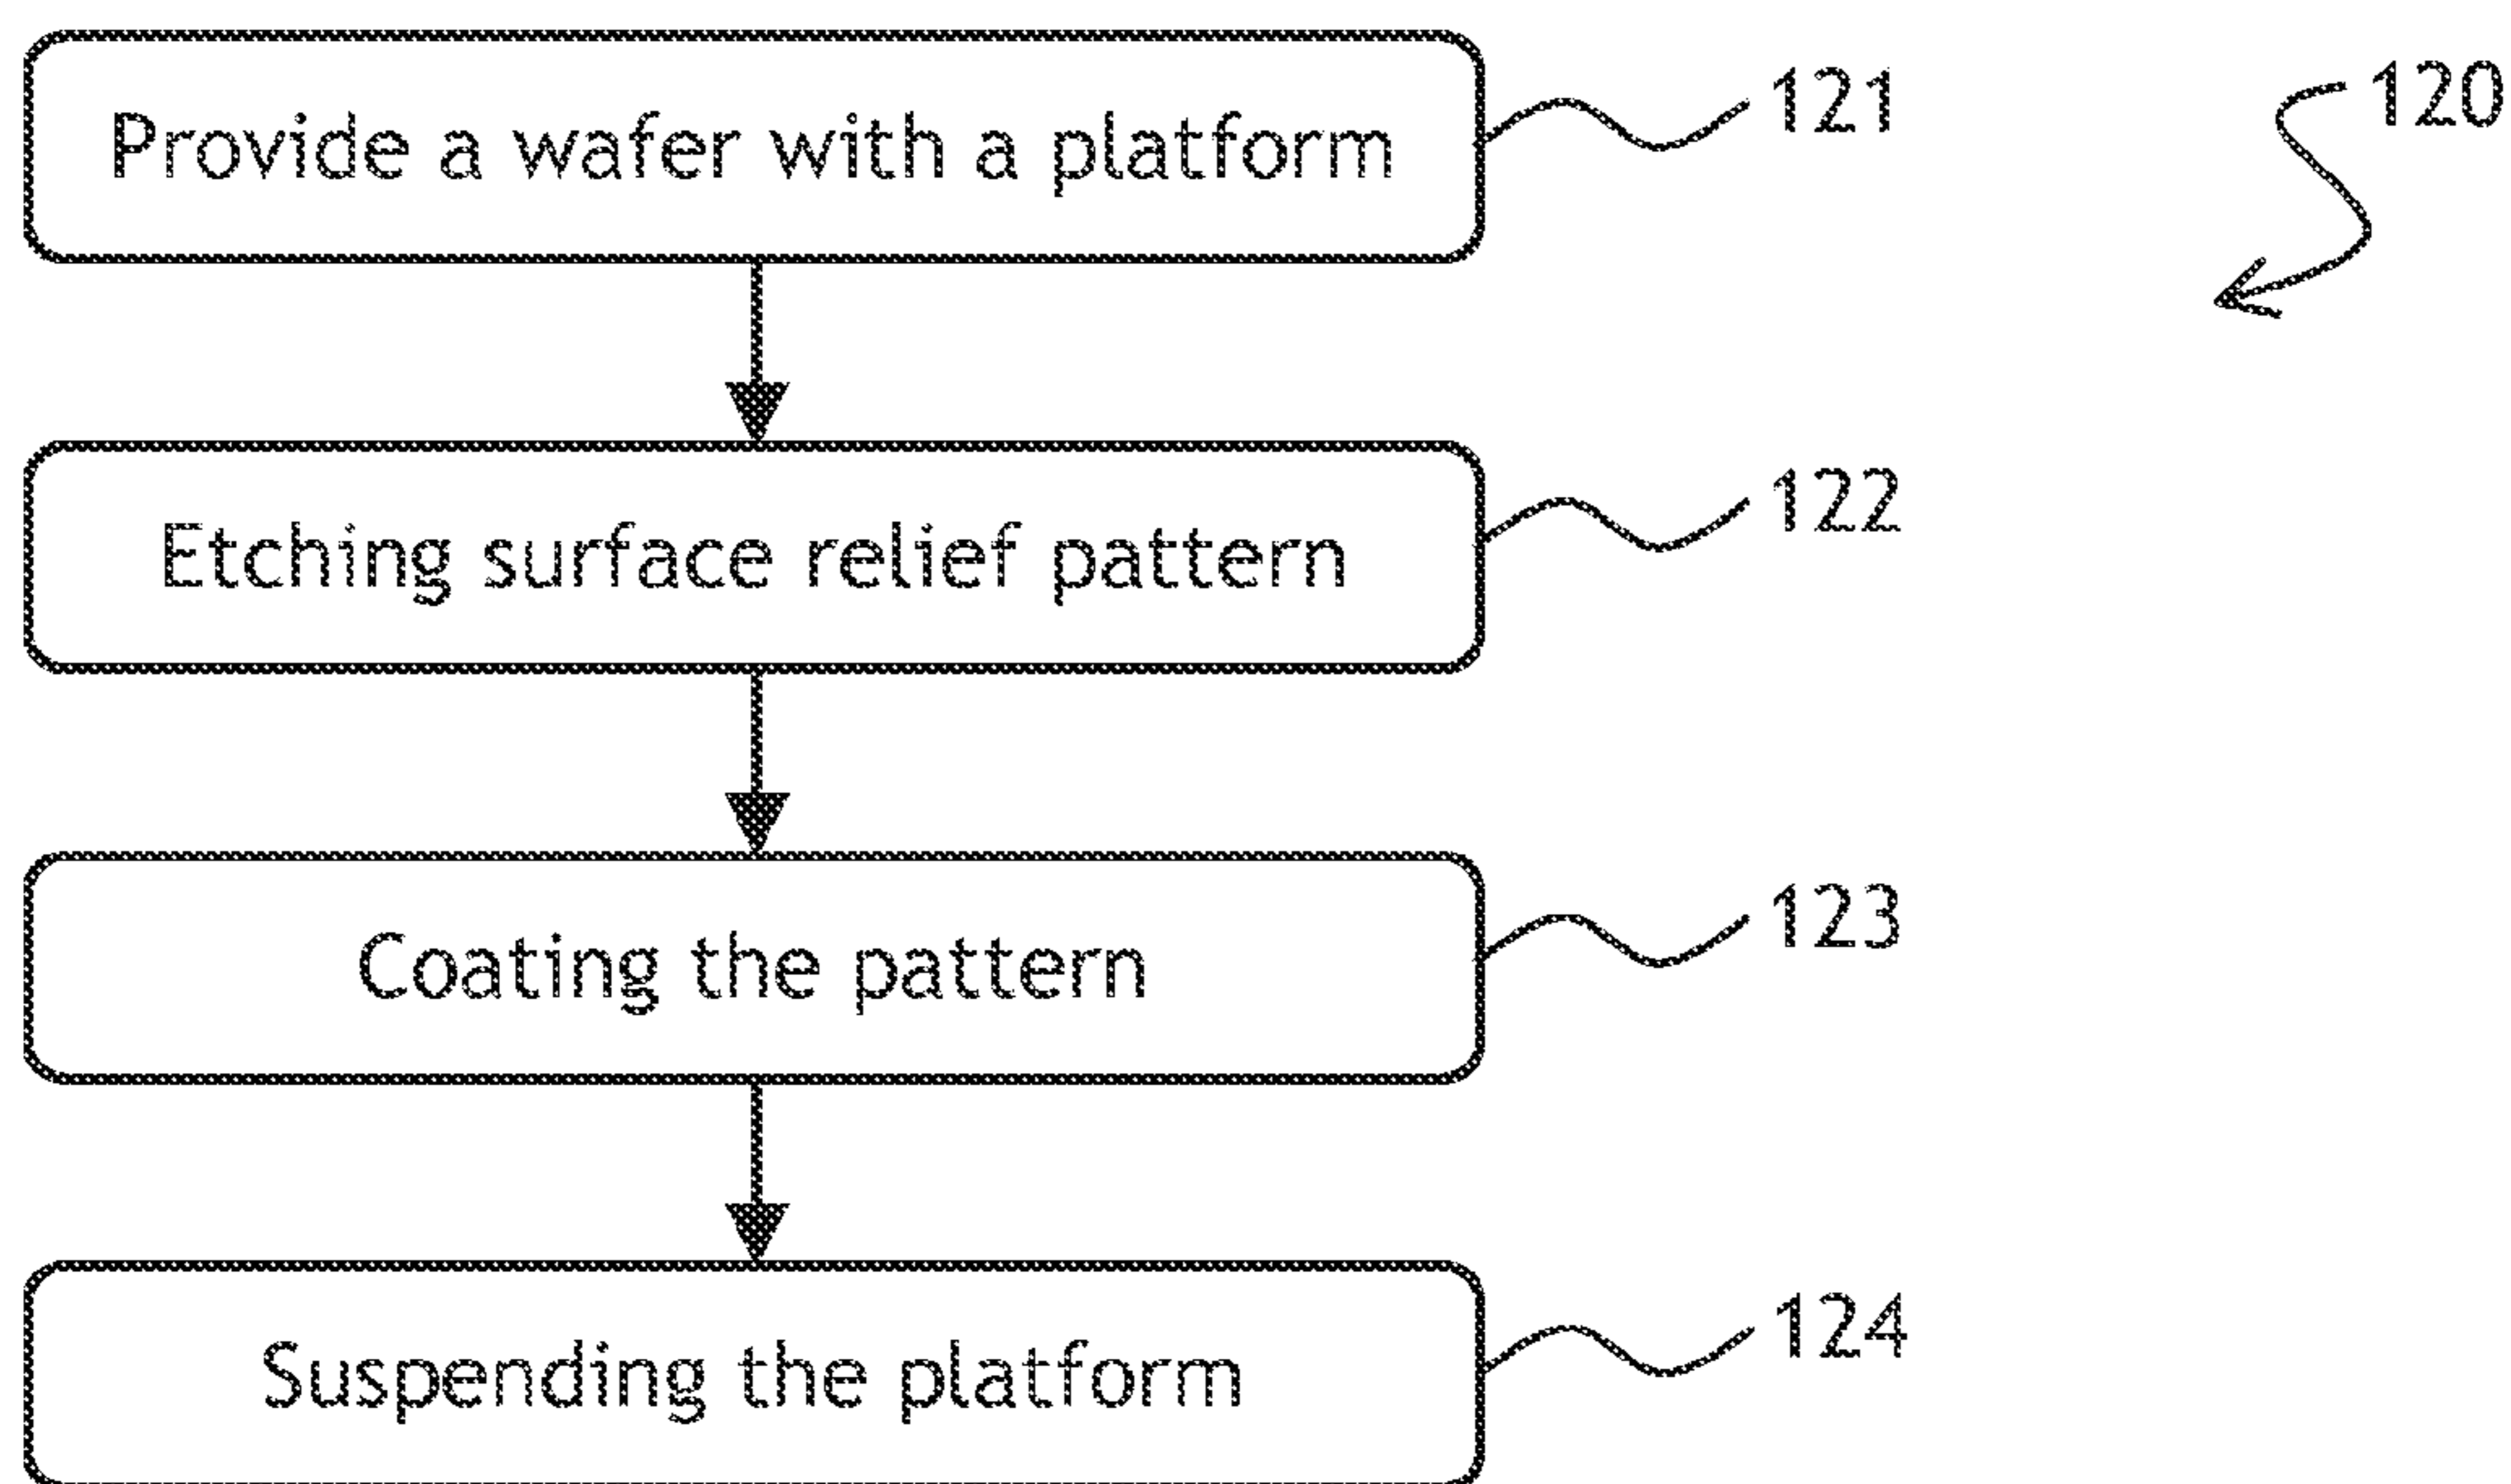 Provide a wafer with a platform
121
120
Etching surface relief pattern
122
Coating the pattern
123
Suspending the platform
124